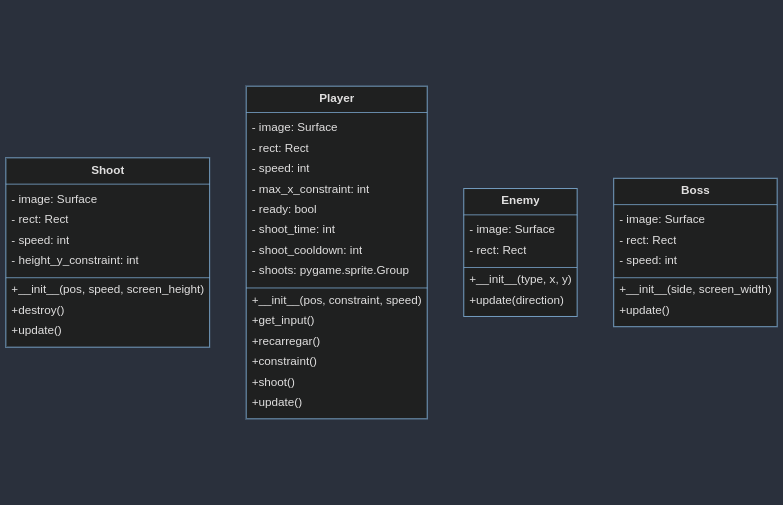 Shoot
- image: Surface
- rect: Rect
- speed: int
- height_y_constraint: int
+__init__(pos, speed, screen_height)
+destroy()
+update()
Player
- image: Surface
- rect: Rect
- speed: int
- max_x_constraint: int
- ready: bool
- shoot_time: int
- shoot_cooldown: int
- shoots: pygame.sprite.Group
+__init__(pos, constraint, speed)
+get_input()
+recarregar()
+constraint()
+shoot()
+update()
Enemy
- image: Surface
- rect: Rect
+__init__(type, x, y)
+update(direction)
Boss
- image: Surface
- rect: Rect
- speed: int
+__init__(side, screen_width)
+update()